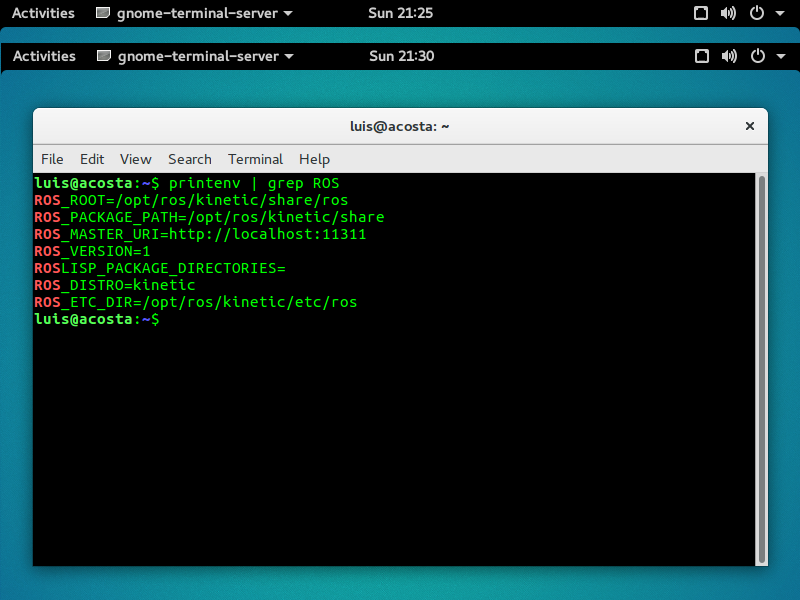 Activities gnome-terminal-server Sun 21:25
Activities gnome-terminal-server Sun 21:30
luis@acosta: ~
File Edit View Search Terminal Help
luis@acosta:~$ printenv | grep ROS
ROS_ROOT=/opt/ros/kinetic/share/ros
ROS_PACKAGE_PATH=/opt/ros/kinetic/share
ROS_MASTER_URI=http://localhost:11311
ROS_VERSION=1
ROSLISP_PACKAGE_DIRECTORIES=
ROS_DISTRO=kinetic
ROS_ETC_DIR=/opt/ros/kinetic/etc/ros
luis@acosta:~$